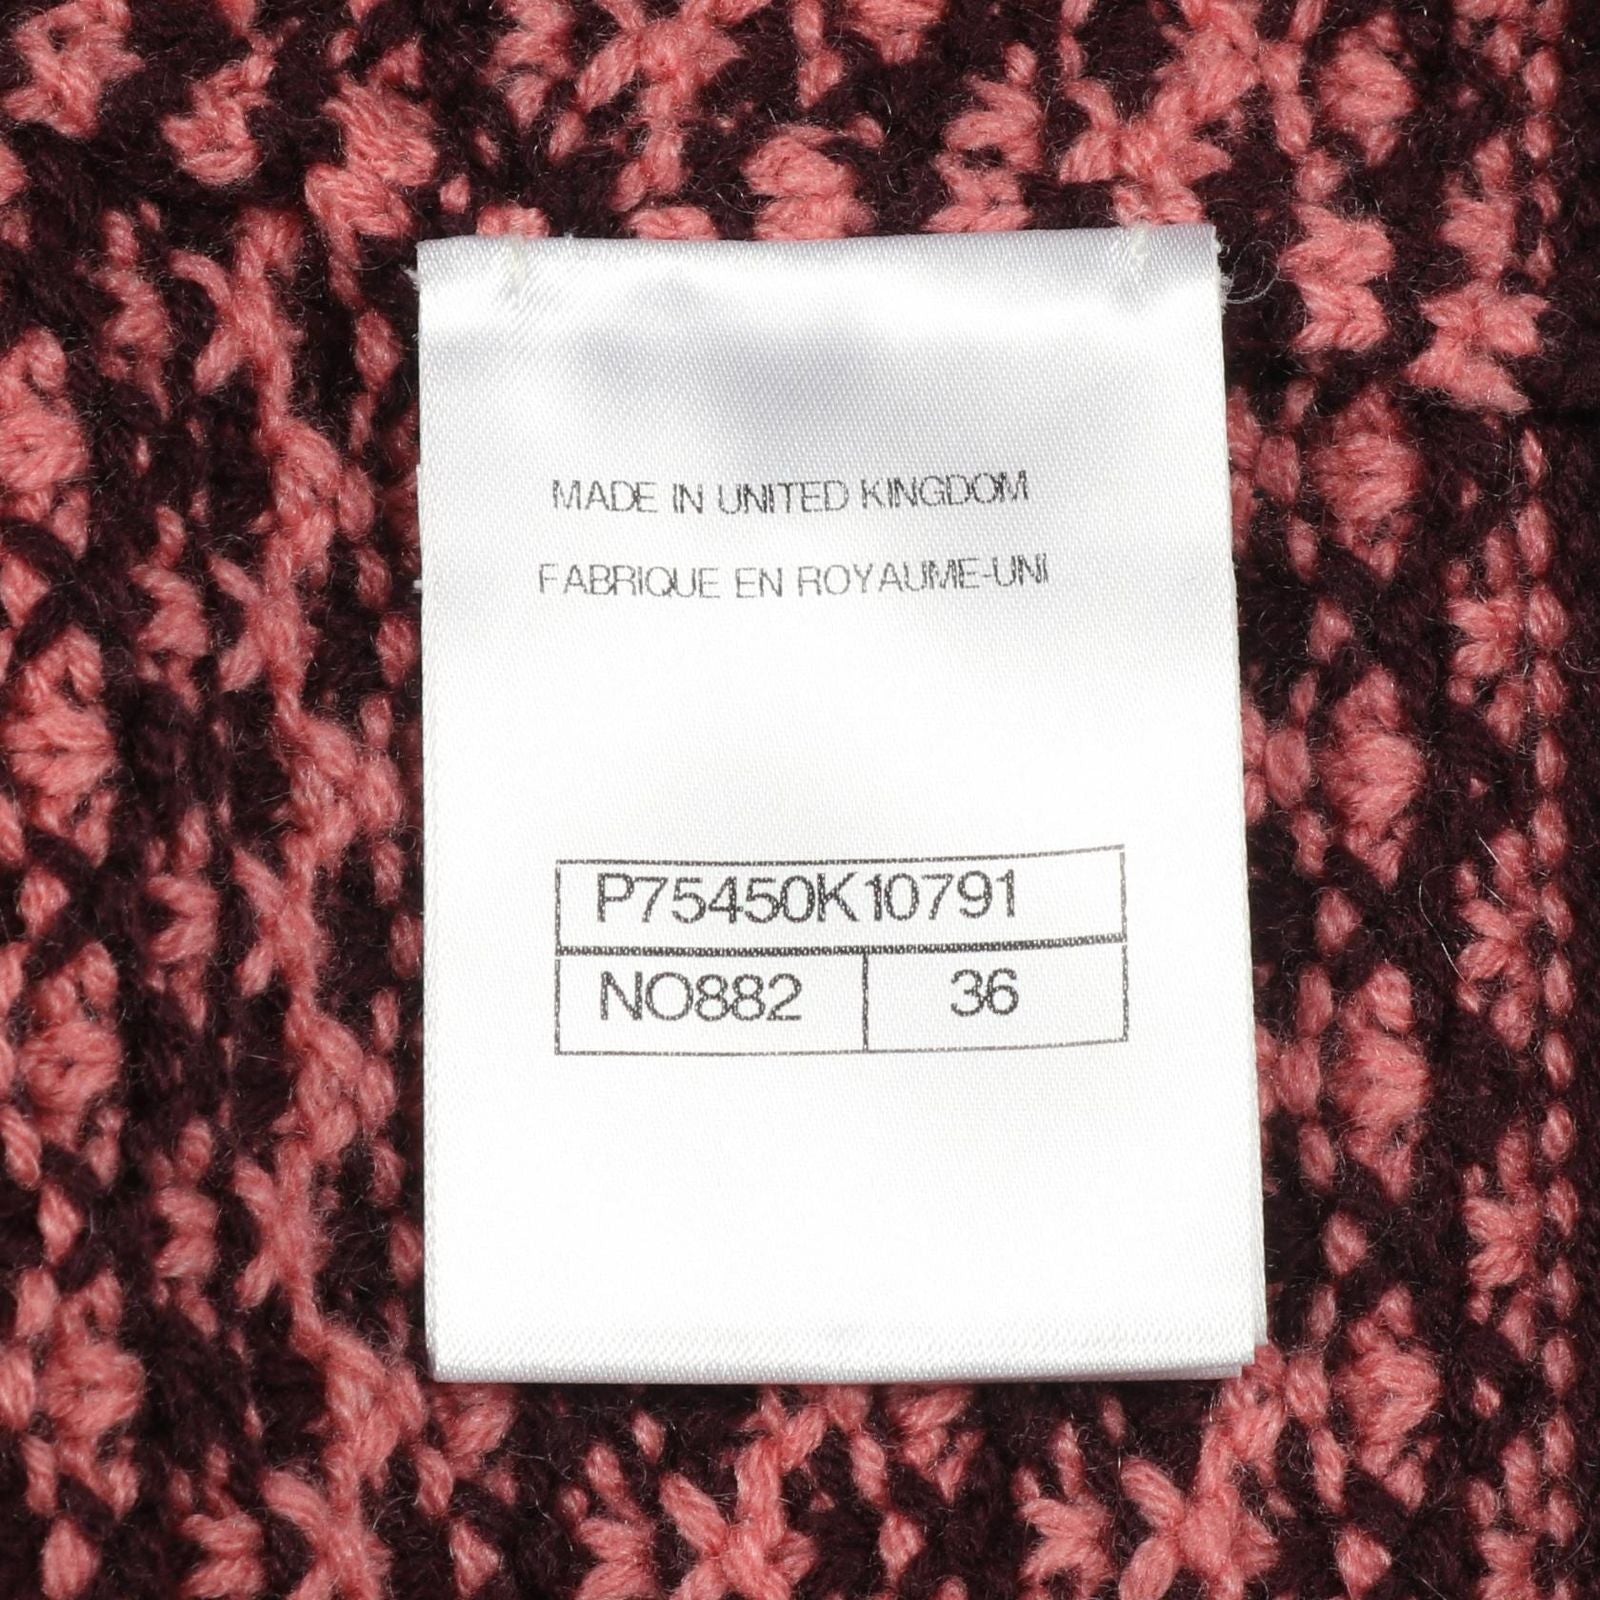 MADE IN UNITED KINGDOM
FABRIQUE EN ROYAUME-UNI
P75450K10791
NO882 36